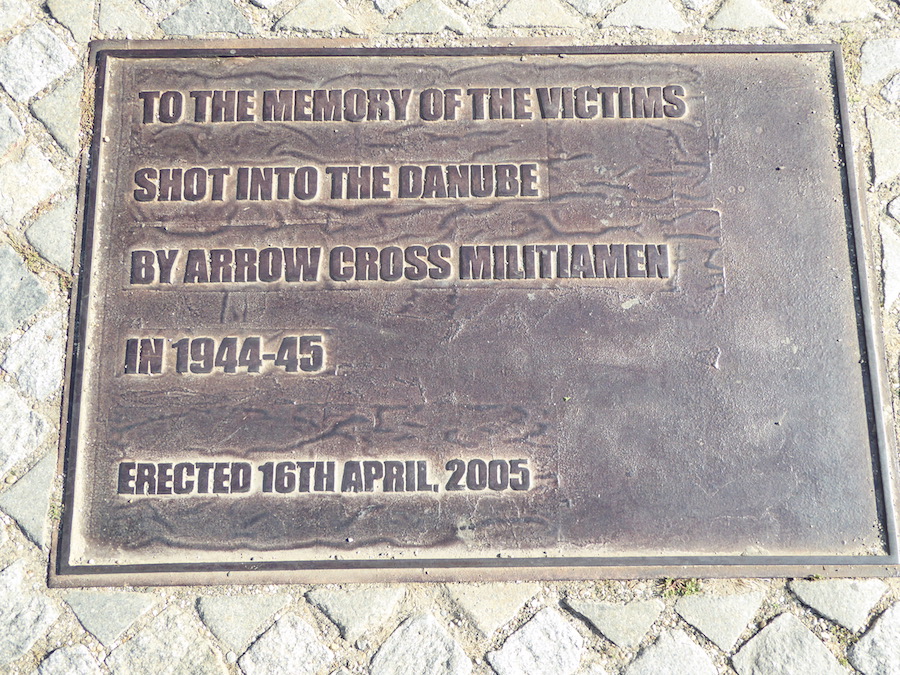 TO THE MEMORY OF THE VICTIMS
SHOT INTO THE DANUBE
BY ARROW CROSS MILITIAMEN
IN 1944-45
ERECTED 16TH APRIL, 2005